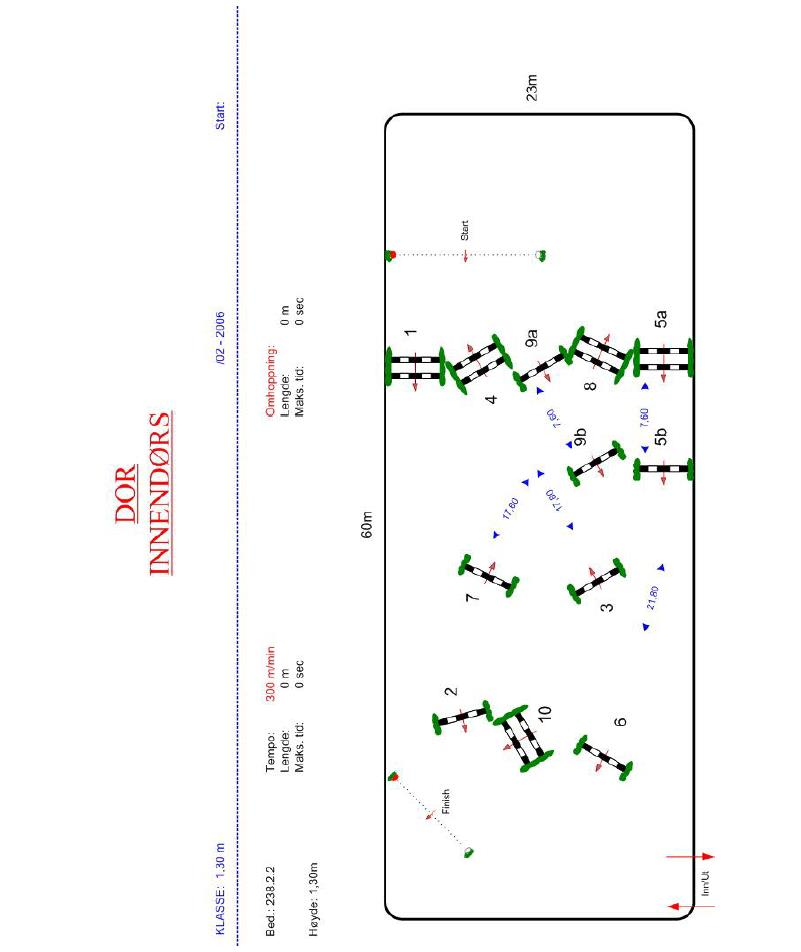 DOR
INNENDØRS
KLASSE: 1,30 m /02 - 2006 Start:
Bed.: 238.2.2 Tempo: 300 m/min Omhoppning:
Lengde: 0 m Lengde: 0 m
Høyde: 1,30m Maks. tid: 0 sec Maks. tid: 0 sec
60m
23m
Start
1
4
9a
8
5a
7,60
9b
7,60
5b
17,60
17,80
7
3
21,80
2
10
6
Finish
Inn/Ut